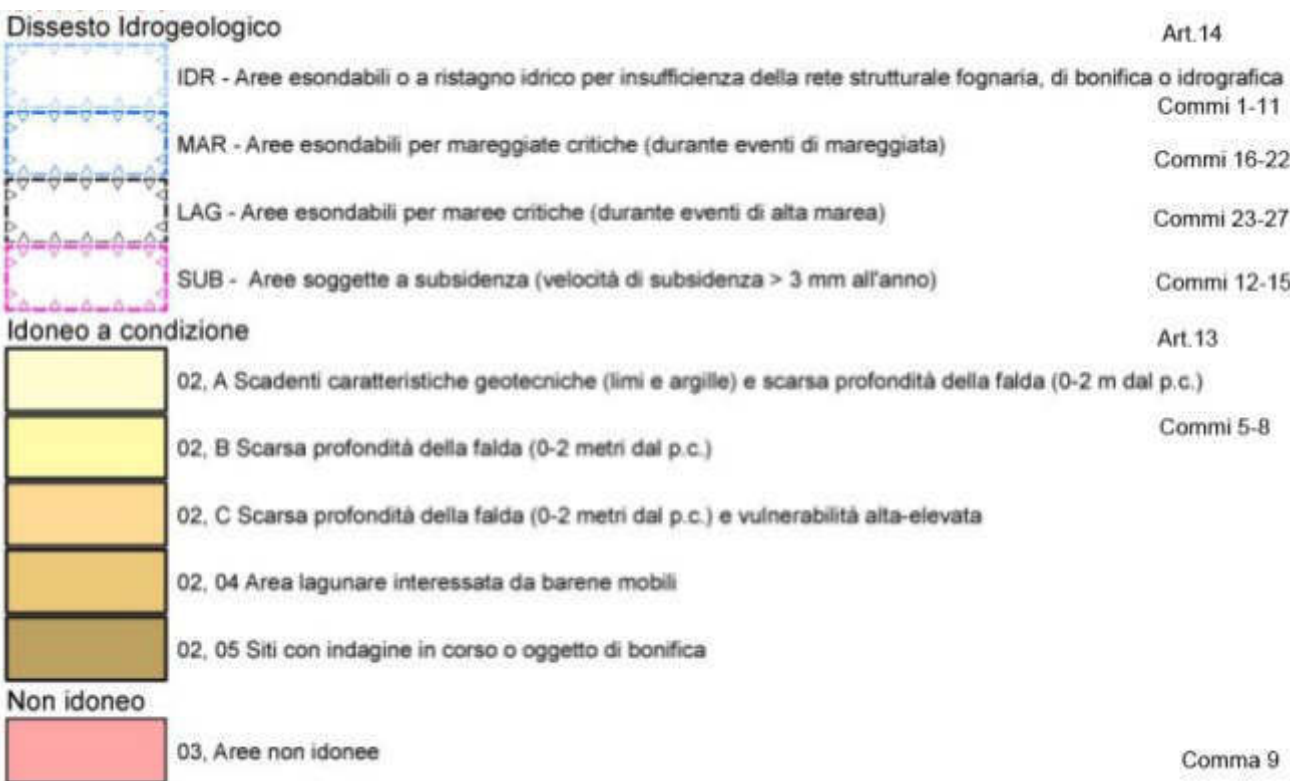 Dissesto Idrogeologico
Art.14
IDR - Aree esondabili o a ristagno idrico per insufficienza della rete strutturale fognaria, di bonifica o idrografica
Commi 1-11
MAR - Aree esondabili per mareggiate critiche (durante eventi di mareggiata)
Commi 16-22
LAG - Aree esondabili per maree critiche (durante eventi di alta marea)
Commi 23-27
SUB - Aree soggette a subsidenza (velocità di subsidenza > 3 mm all'anno)
Commi 12-15
Idoneo a condizione
Art.13
02, A Scadenti caratteristiche geotecniche (limi e argille) e scarsa profondità della falda (0-2 m dal p.c.)
Commi 5-8
02, B Scarsa profondità della falda (0-2 metri dal p.c.)
02, C Scarsa profondità della falda (0-2 metri dal p.c.) e vulnerabilità alta-elevata
02, 04 Area lagunare interessata da barene mobili
02, 05 Siti con indagine in corso o oggetto di bonifica
Non idoneo
03, Aree non idonee
Comma 9